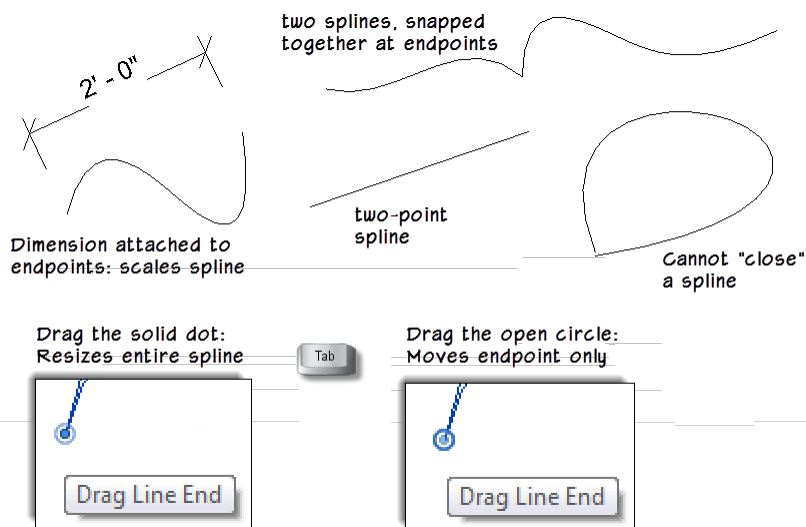 two splines, snapped
together at endpoints
2' - 0"
two-point
spline
Dimension attached to
endpoints: scales spline
Cannot "close"
a spline
Drag the solid dot:
Resizes entire spline
Tab
Drag the open circle:
Moves endpoint only
Drag Line End
Drag Line End